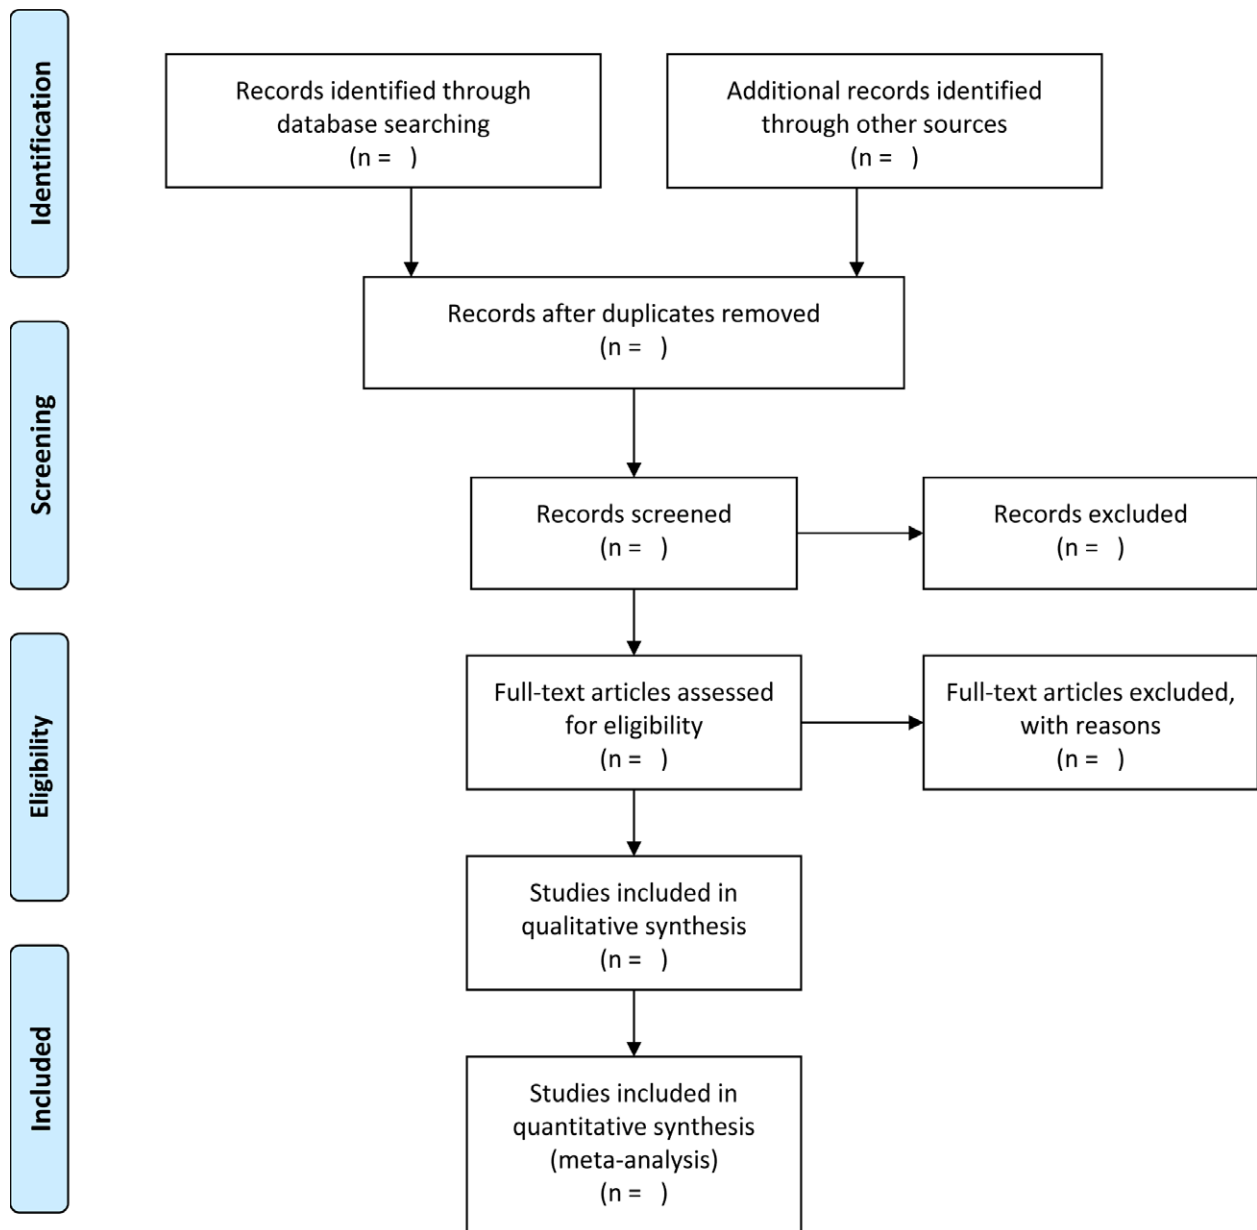 Identification
Records identified through
database searching
(n =   )
Additional records identified
through other sources
(n =   )
Records after duplicates removed
(n =   )
Screening
Records screened
(n =   )
Records excluded
(n =   )
Eligibility
Full-text articles assessed
for eligibility
(n =   )
Full-text articles excluded,
with reasons
(n =   )
Studies included in
qualitative synthesis
(n =   )
Included
Studies included in
quantitative synthesis
(meta-analysis)
(n =   )